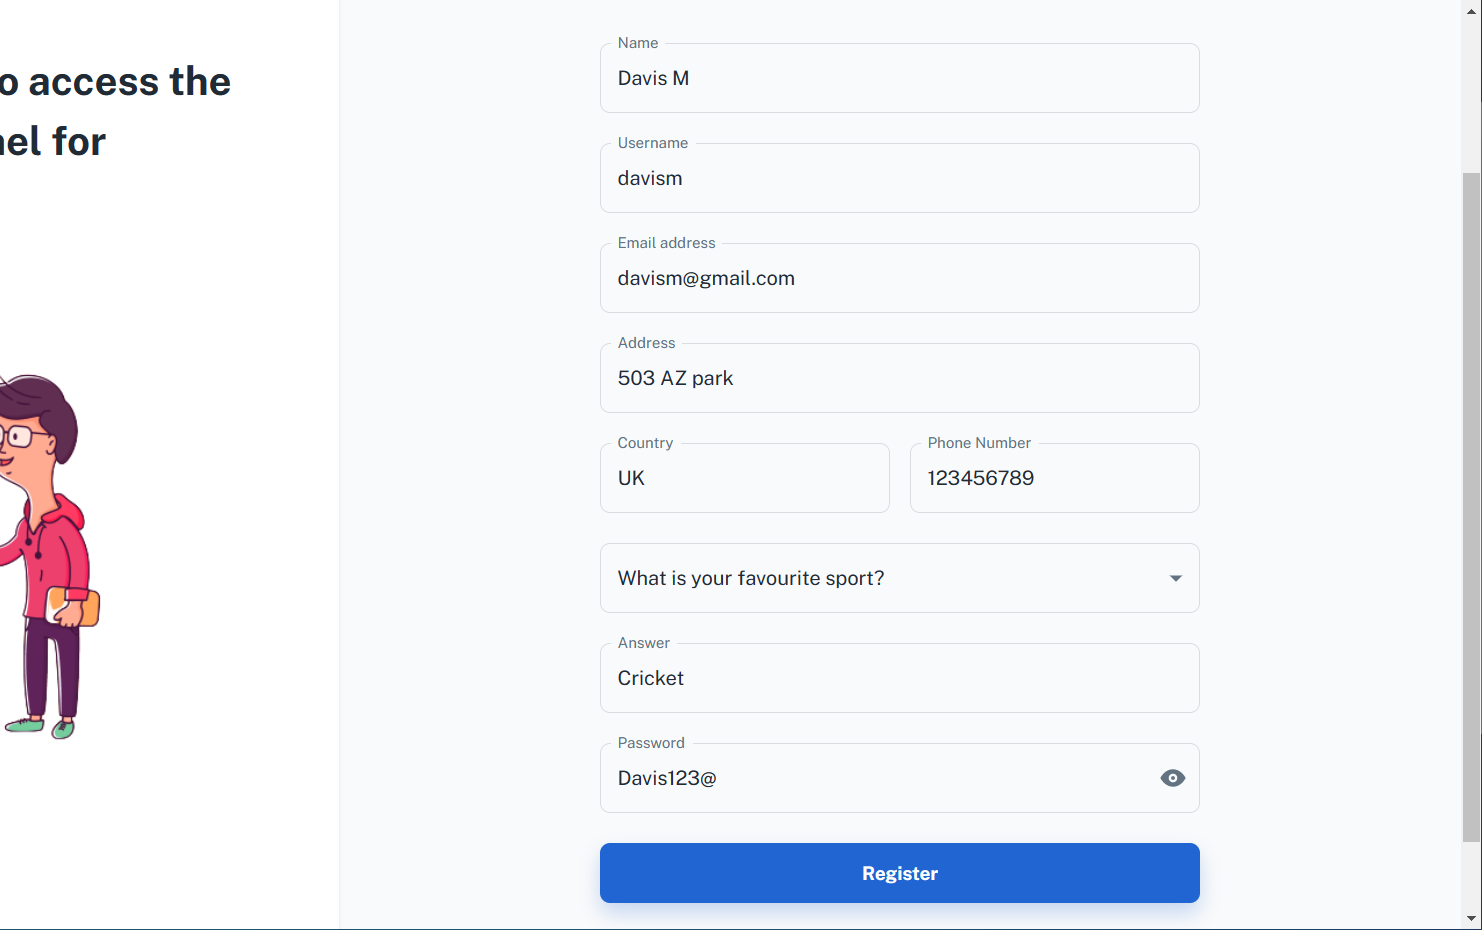 o access the
el for
Name
Davis M
Username
davism
Email address
davism@gmail.com
Address
503 AZ park
Country
UK
Phone Number
123456789
What is your favourite sport?
Answer
Cricket
Password
Davis123@
Register